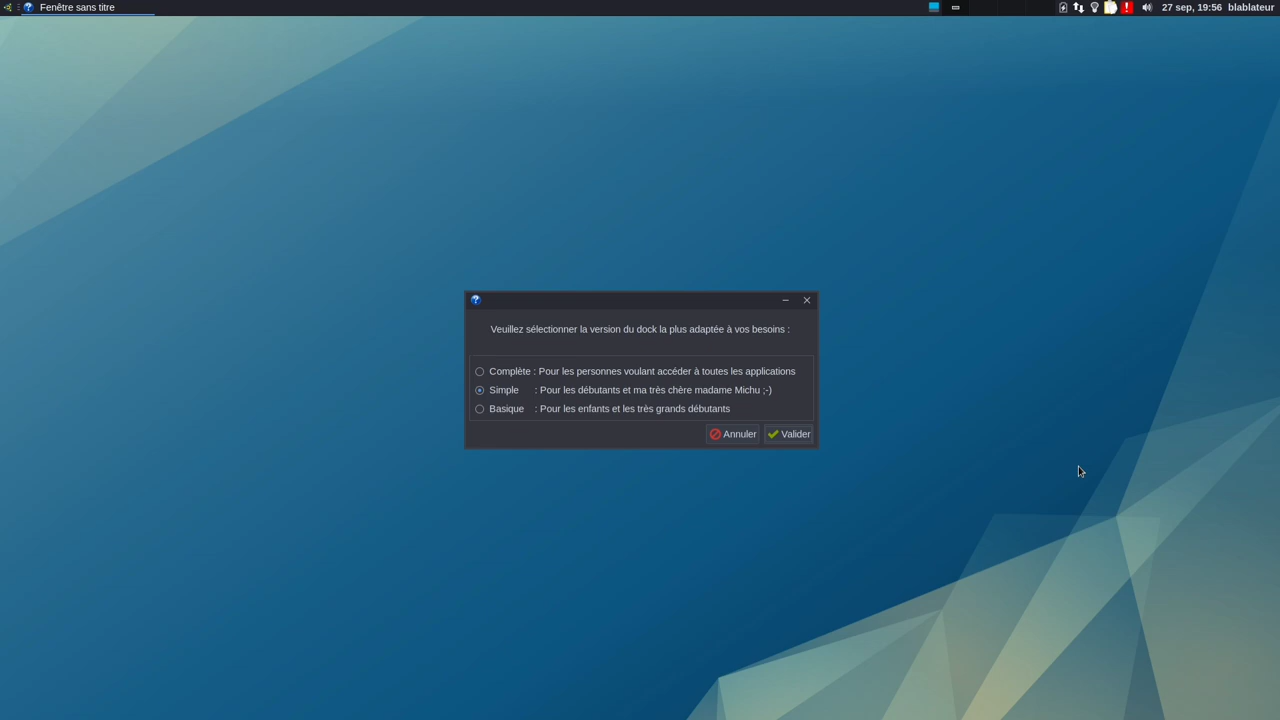 Fenêtre sans titre
27 sep, 19:56 blablateur
Veuillez sélectionner la version du dock la plus adaptée à vos besoins :
Complète : Pour les personnes voulant accéder à toutes les applications
Simple : Pour les débutants et ma très chère madame Michu ;-)
Basique : Pour les enfants et les très grands débutants
Annuler Valider